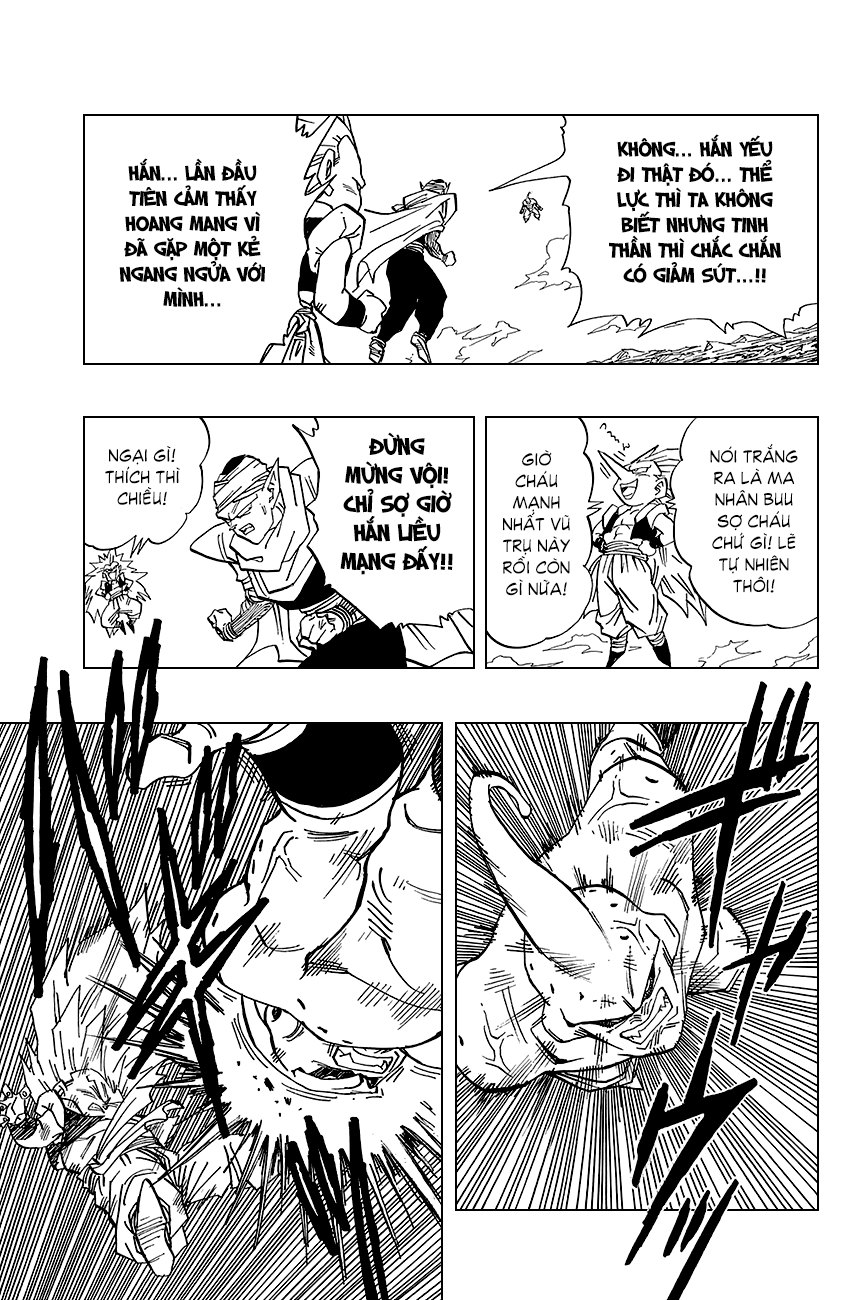 KHÔNG... HẮN YẾU
ĐI THẬT ĐÓ... THỂ
LỰC THÌ TA KHÔNG
BIẾT NHƯNG TINH
THẦN THÌ CHẮC CHẮN
CÓ GIẢM SÚT...!!
HẮN... LẦN ĐẦU
TIÊN CẢM THẤY
HOANG MANG VÌ
ĐÃ GẶP MỘT KẺ
NGANG NGỬA VỚI
MÌNH...
NÓI TRẮNG
RA LÀ MA
NHÂN BUU
SỢ CHÁU
CHỨ GÌ! LẼ
TỰ NHIÊN
THÔI!
GIỜ
CHÁU
MẠNH
NHẤT VŨ
TRỤ NÀY
RỒI CÒN
GÌ NỮA!
ĐỪNG
MỪNG VỘI!
CHỈ SỢ GIỜ
HẮN LIỀU
MẠNG ĐẤY!!
NGẠI GÌ!
THÍCH THÌ
CHIỀU!